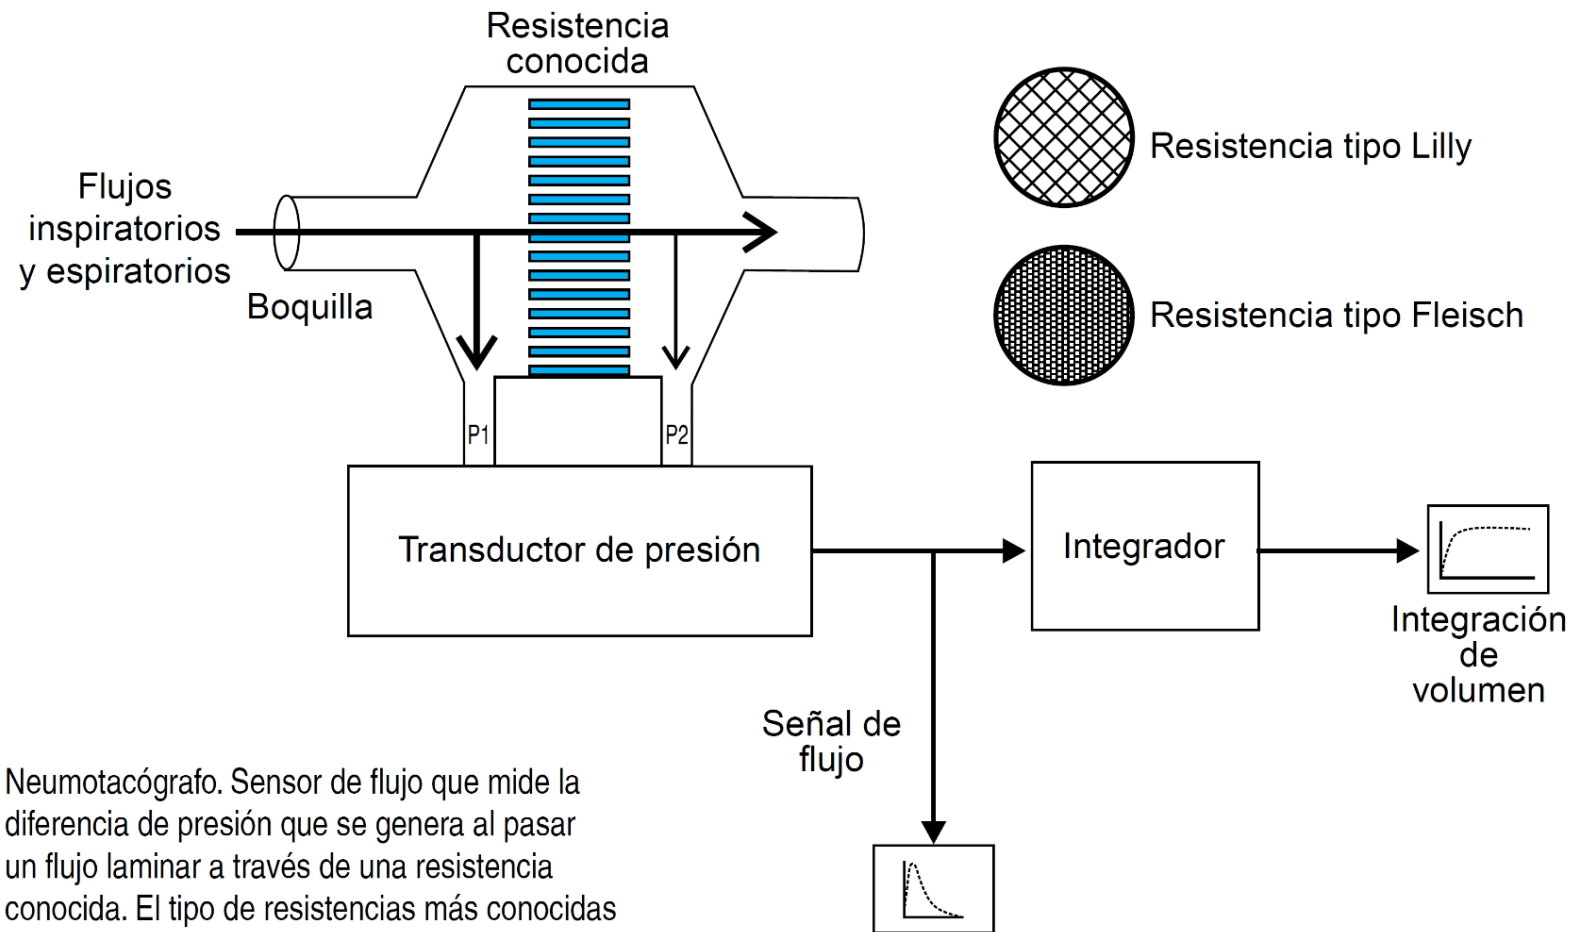 Resistencia
conocida
Resistencia tipo Lilly
Flujos
inspiratorios
y espiratorios
Boquilla
Resistencia tipo Fleisch
P1
P2
Transductor de presión
Integrador
Integración
de
volumen
Señal de
flujo
Neumotacógrafo. Sensor de flujo que mide la
diferencia de presión que se genera al pasar
un flujo laminar a través de una resistencia
conocida. El tipo de resistencias más conocidas